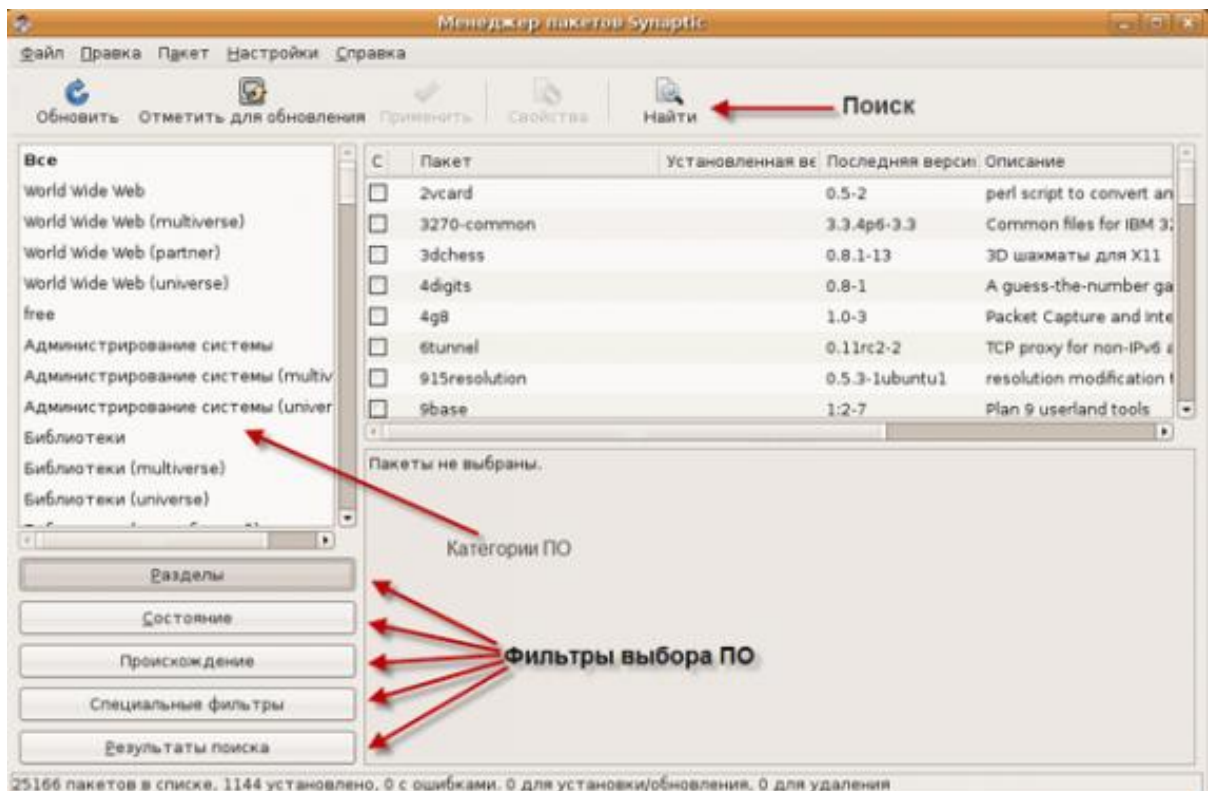 Менеджер пакетов Synaptic
Файл Правка Пакет Настройки Справка
Обновить Отметить для обновления Применить Свойства Найти
Поиск
Все
World Wide Web
World Wide Web (multiverse)
World Wide Web (partner)
World Wide Web (universe)
free
Администрирование системы
Администрирование системы (multiv
Администрирование системы (univer
Библиотеки
Библиотеки (multiverse)
Библиотеки (universe)
С Пакет Установленная ве Последняя верси Описание
2vcard 0.5-2 perl script to convert an
3270-common 3.3.4p6-3.3 Common files for IBM 32
3dchess 0.8.1-13 3D шахматы для X11
4digits 0.8-1 A guess-the-number ga
4g8 1.0-3 Packet Capture and Inte
6tunnel 0.11rc2-2 TCP proxy for non-IPv6 a
915resolution 0.5.3-1ubuntu1 resolution modification t
9base 1:2-7 Plan 9 userland tools
Пакеты не выбраны.
Категории ПО
Разделы
Состояние
Происхождение
Специальные фильтры
Результаты поиска
Фильтры выбора ПО
25166 пакетов в списке, 1144 установлено, 0 с ошибками. 0 для установки/обновления, 0 для удаления